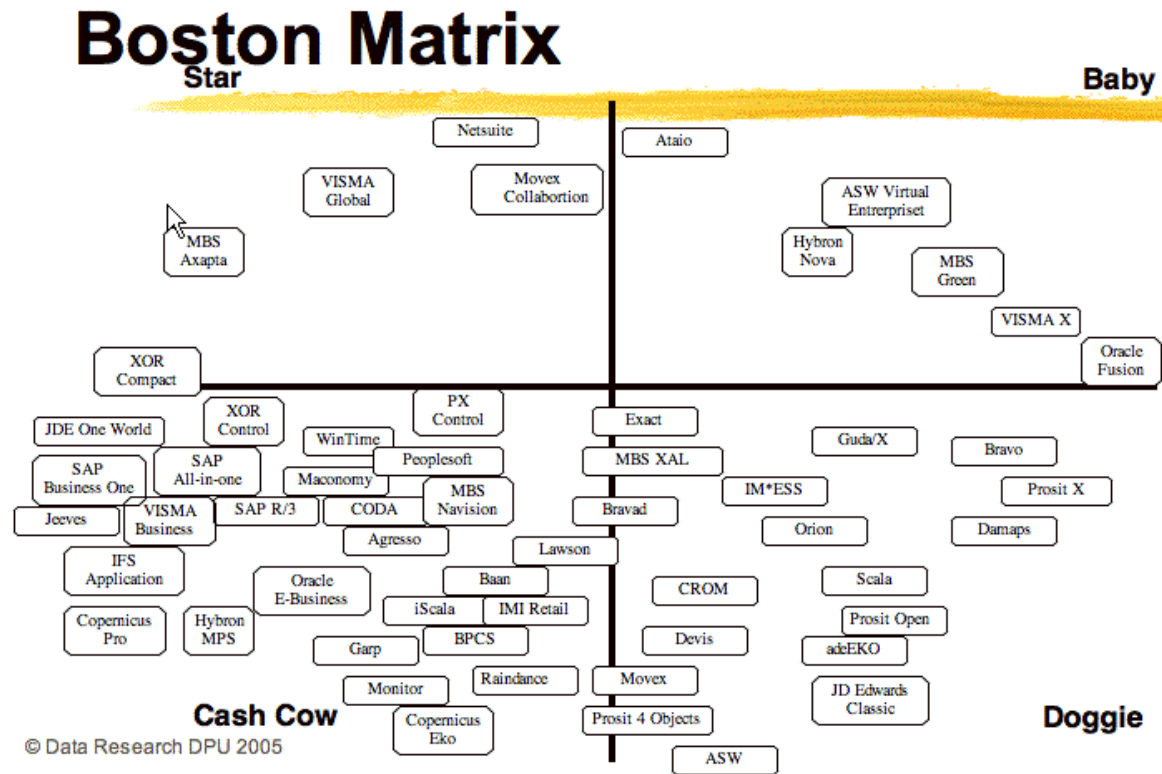 Boston Matrix
Star
Baby
Netsuite
Ataio
VISMA
Global
Movex
Collabortion
ASW Virtual
Entrerpriset
MBS
Axapta
Hybron
Nova
MBS
Green
VISMA X
XOR
Compact
Oracle
Fusion
PX
Control
XOR
Control
JDE One World
WinTime
Exact
Guda/X
Bravo
SAP
Business One
SAP
All-in-one
Peoplesoft
MBS XAL
Maconomy
MBS
Navision
IM*ESS
Prosit X
Jeeves
VISMA
Business
SAP R/3
CODA
Bravad
Orion
Damaps
Agresso
Lawson
IFS
Application
Oracle
E-Business
Baan
CROM
Scala
iScala
IMI Retail
Copernicus
Pro
Hybron
MPS
Prosit Open
Garp
BPCS
Devis
adeEKO
Raindance
Movex
Monitor
JD Edwards
Classic
Cash Cow
Copernicus
Eko
Prosit 4 Objects
Doggie
© Data Research DPU 2005
ASW